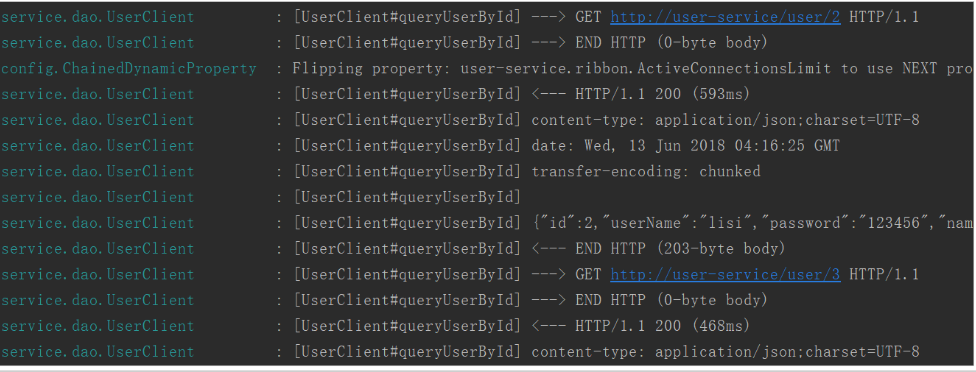 service.dao.UserClient : [UserClient#queryUserById] ---> GET http://user-service/user/2 HTTP/1.1
service.dao.UserClient : [UserClient#queryUserById] ---> END HTTP (0-byte body)
config.ChainedDynamicProperty : Flipping property: user-service.ribbon.ActiveConnectionsLimit to use NEXT pro
service.dao.UserClient : [UserClient#queryUserById] <--- HTTP/1.1 200 (593ms)
service.dao.UserClient : [UserClient#queryUserById] content-type: application/json;charset=UTF-8
service.dao.UserClient : [UserClient#queryUserById] date: Wed, 13 Jun 2018 04:16:25 GMT
service.dao.UserClient : [UserClient#queryUserById] transfer-encoding: chunked
service.dao.UserClient : [UserClient#queryUserById]
service.dao.UserClient : [UserClient#queryUserById] {"id":2,"userName":"lisi","password":"123456","nam
service.dao.UserClient : [UserClient#queryUserById] <--- END HTTP (203-byte body)
service.dao.UserClient : [UserClient#queryUserById] ---> GET http://user-service/user/3 HTTP/1.1
service.dao.UserClient : [UserClient#queryUserById] ---> END HTTP (0-byte body)
service.dao.UserClient : [UserClient#queryUserById] <--- HTTP/1.1 200 (468ms)
service.dao.UserClient : [UserClient#queryUserById] content-type: application/json;charset=UTF-8